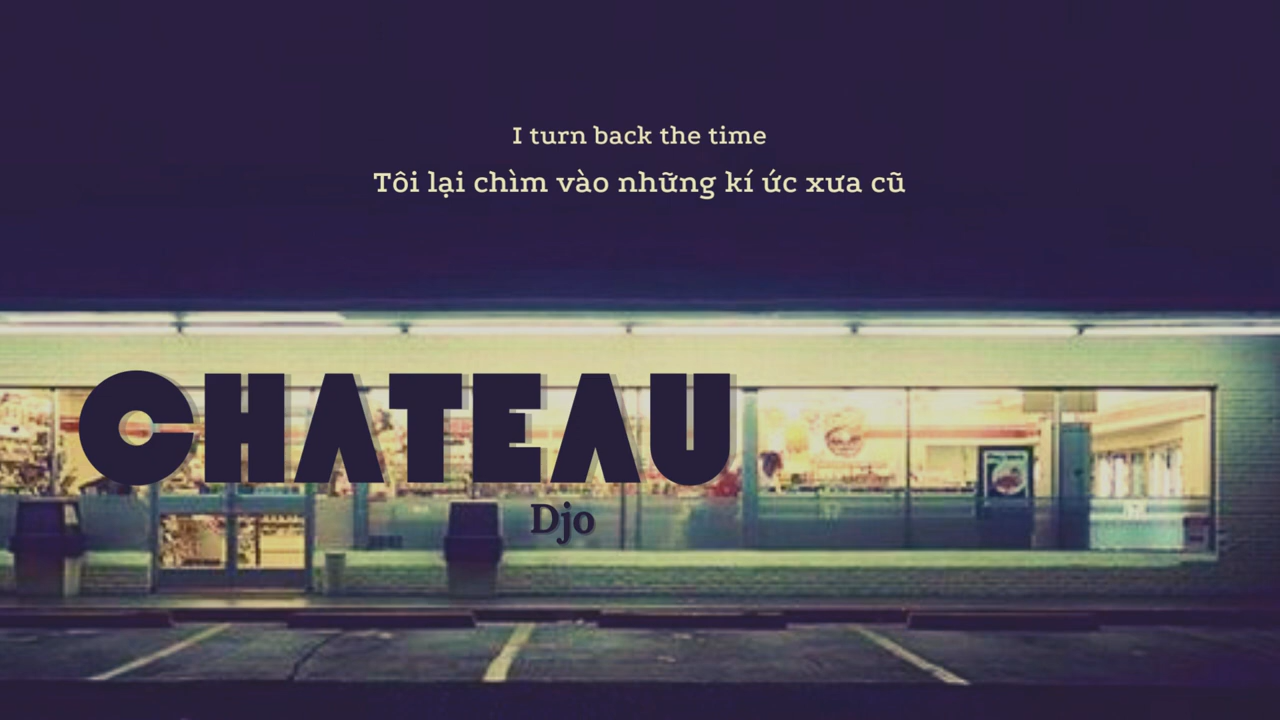 I turn back the time
Tôi lại chìm vào những kí ức xưa cũ
CHATEAU
Djo